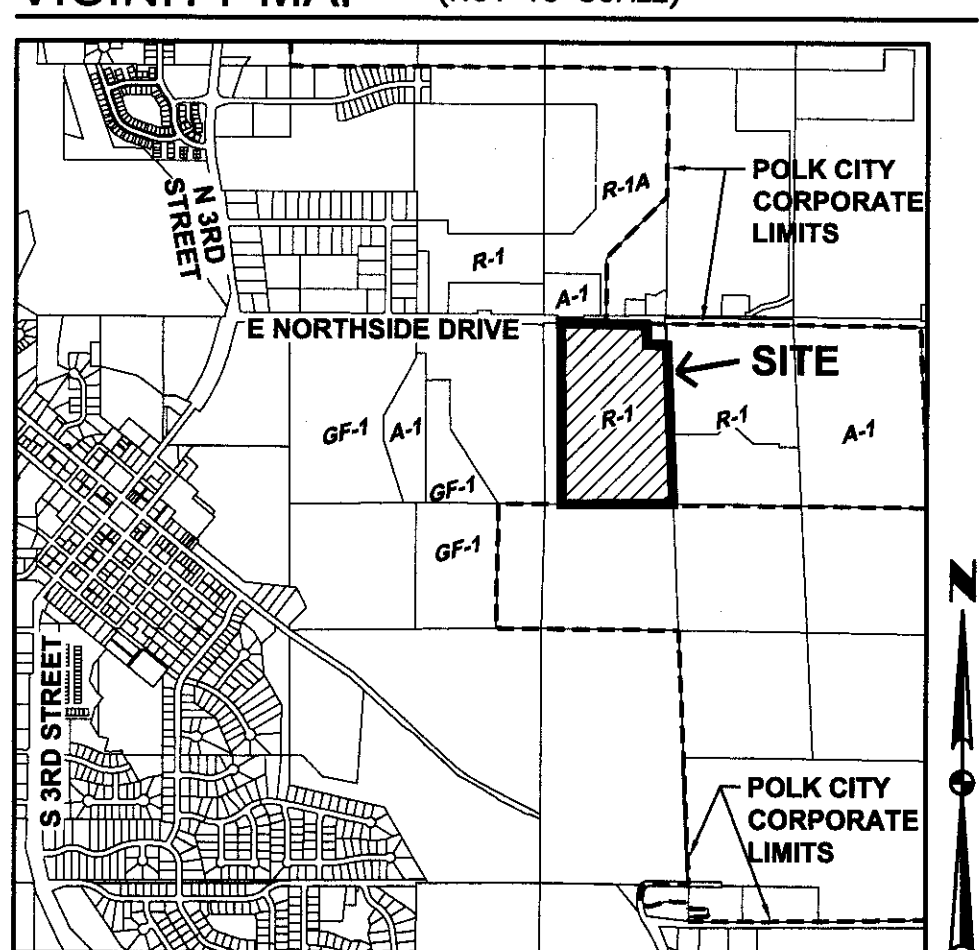 VICINITY MAP (NOT TO SCALE)
N 3RD
STREET
POLK CITY
CORPORATE
LIMITS
R-1A
R-1
A-1
E NORTHSIDE DRIVE
SITE
GF-1
A-1
R-1
R-1
A-1
GF-1
GF-1
N
S 3RD STREET
POLK CITY
CORPORATE
LIMITS